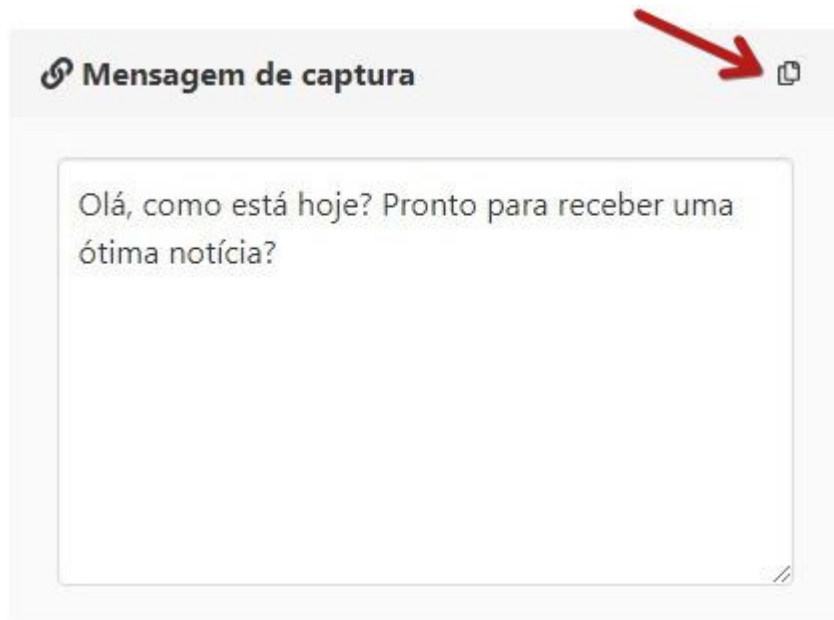 Mensagem de captura
Olá, como está hoje? Pronto para receber uma
ótima notícia?